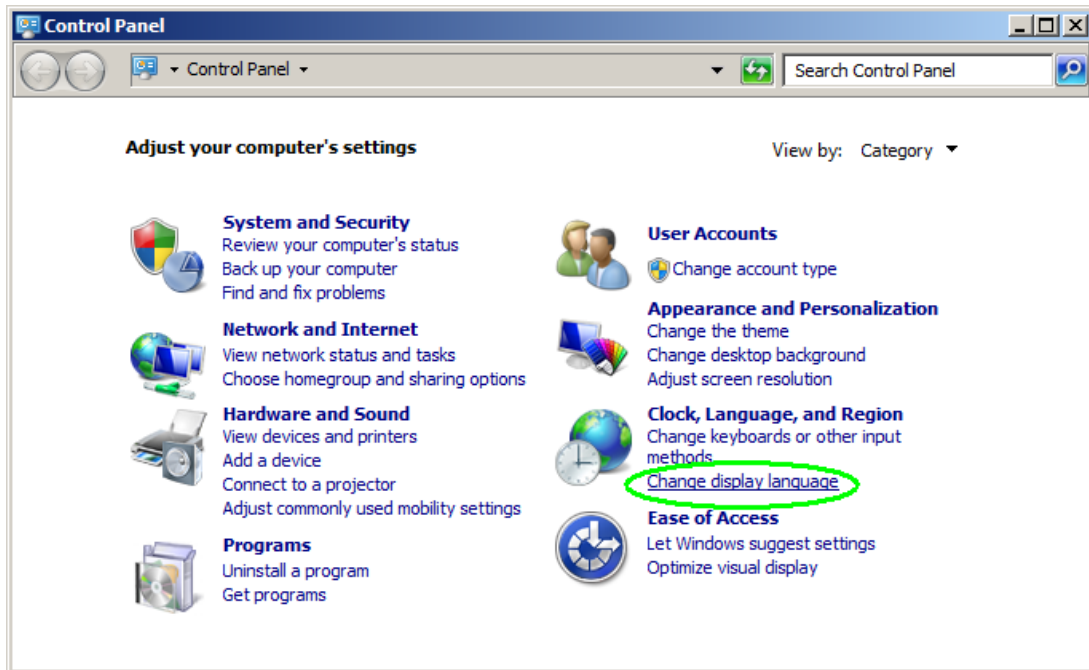 Control Panel
Control Panel
Search Control Panel
Adjust your computer's settings
View by: Category
System and Security
Review your computer's status
Back up your computer
Find and fix problems
Network and Internet
View network status and tasks
Choose homegroup and sharing options
Hardware and Sound
View devices and printers
Add a device
Connect to a projector
Adjust commonly used mobility settings
Programs
Uninstall a program
Get programs
User Accounts
Change account type
Appearance and Personalization
Change the theme
Change desktop background
Adjust screen resolution
Clock, Language, and Region
Change keyboards or other input
methods
Change display language
Ease of Access
Let Windows suggest settings
Optimize visual display